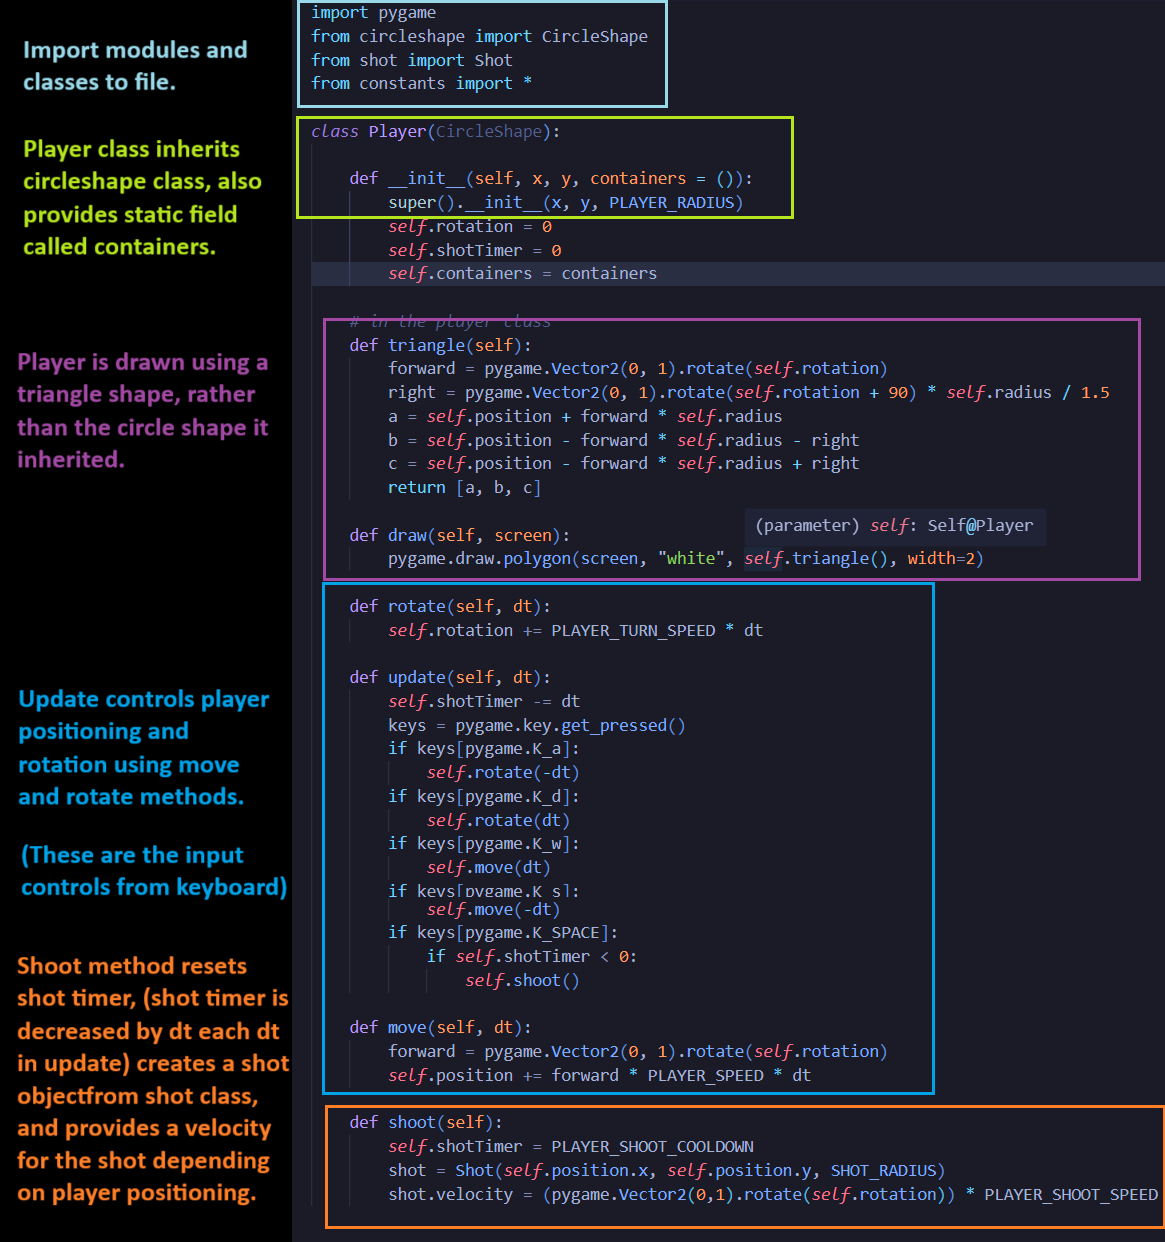 Import modules and
classes to file.
Player class inherits
circleshape class, also
provides static field
called containers.
Player is drawn using a
triangle shape, rather
than the circle shape it
inherited.
Update controls player
positioning and
rotation using move
and rotate methods.
(These are the input
controls from keyboard)
Shoot method resets
shot timer, (shot timer is
decreased by dt each dt
in update) creates a shot
objectfrom shot class,
and provides a velocity
for the shot depending
on player positioning.
import pygame
from circleshape import CircleShape
from shot import Shot
from constants import *
class Player(CircleShape):
def __init__(self, x, y, containers = ()):
super().__init__(x, y, PLAYER_RADIUS)
self.rotation = 0
self.shotTimer = 0
self.containers = containers
# in the player class
def triangle(self):
forward = pygame.Vector2(0, 1).rotate(self.rotation)
right = pygame.Vector2(0, 1).rotate(self.rotation + 90) * self.radius / 1.5
a = self.position + forward * self.radius
b = self.position - forward * self.radius - right
c = self.position - forward * self.radius + right
return [a, b, c]
(parameter) self: Self@Player
def draw(self, screen):
pygame.draw.polygon(screen, "white", self.triangle(), width=2)
def rotate(self, dt):
self.rotation += PLAYER_TURN_SPEED * dt
def update(self, dt):
self.shotTimer -= dt
keys = pygame.key.get_pressed()
if keys[pygame.K_a]:
self.rotate(-dt)
if keys[pygame.K_d]:
self.rotate(dt)
if keys[pygame.K_w]:
self.move(dt)
if keys[pygame.K_s]:
self.move(-dt)
if keys[pygame.K_SPACE]:
if self.shotTimer < 0:
self.shoot()
def move(self, dt):
forward = pygame.Vector2(0, 1).rotate(self.rotation)
self.position += forward * PLAYER_SPEED * dt
def shoot(self):
self.shotTimer = PLAYER_SHOOT_COOLDOWN
shot = Shot(self.position.x, self.position.y, SHOT_RADIUS)
shot.velocity = (pygame.Vector2(0,1).rotate(self.rotation)) * PLAYER_SHOOT_SPEED